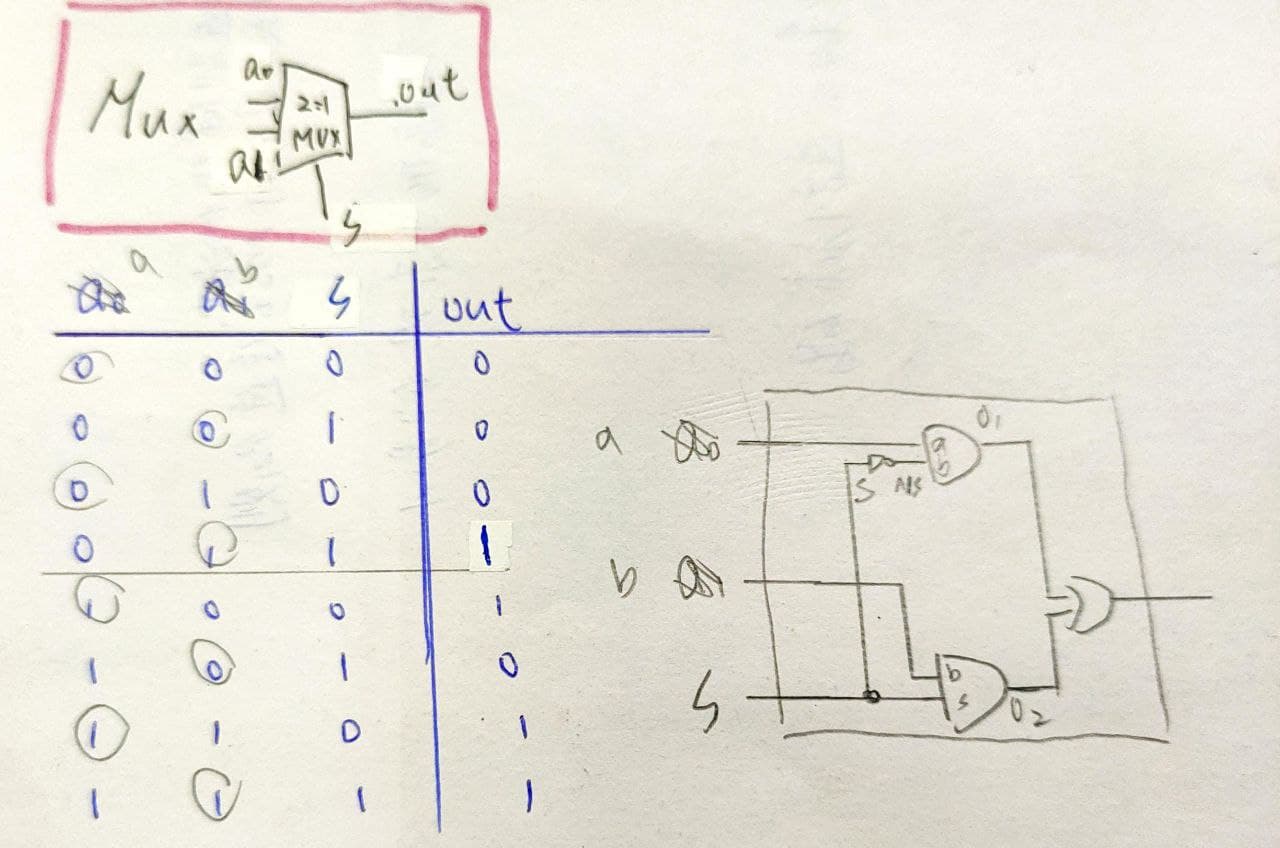 Mux
a0
2:1
MUX
out
a1
S
a b S out
0 0 0 0
0 0 1 0
0 1 0 0
0 1 1 1
1 0 0 1
1 0 1 0
1 1 0 1
1 1 1 1
a
a
b
S
NS
O1
b
b
S
S
O2